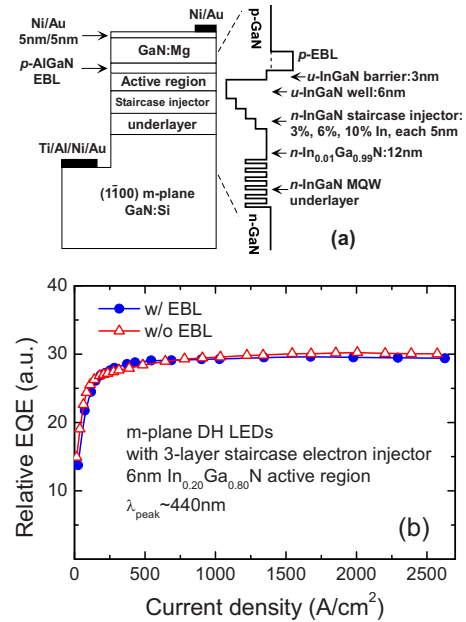 Ni/Au
5nm/5nm
Ni/Au
GaN:Mg
p-AlGaN
EBL
Active region
Staircase injector
underlayer
Ti/Al/Ni/Au
(11̅00) m-plane
GaN:Si
p-GaN
p-EBL
u-InGaN barrier:3nm
u-InGaN well:6nm
n-InGaN staircase injector:
3%, 6%, 10% In, each 5nm
n-In0.01Ga0.99N:12nm
n-InGaN MQW
underlayer
n-GaN
(a)
40
30
20
10
0
Relative EQE (a.u.)
w/ EBL
w/o EBL
m-plane DH LEDs
with 3-layer staircase electron injector
6nm In0.20Ga0.80N active region
λpeak~440nm
(b)
0 500 1000 1500 2000 2500
Current density (A/cm²)